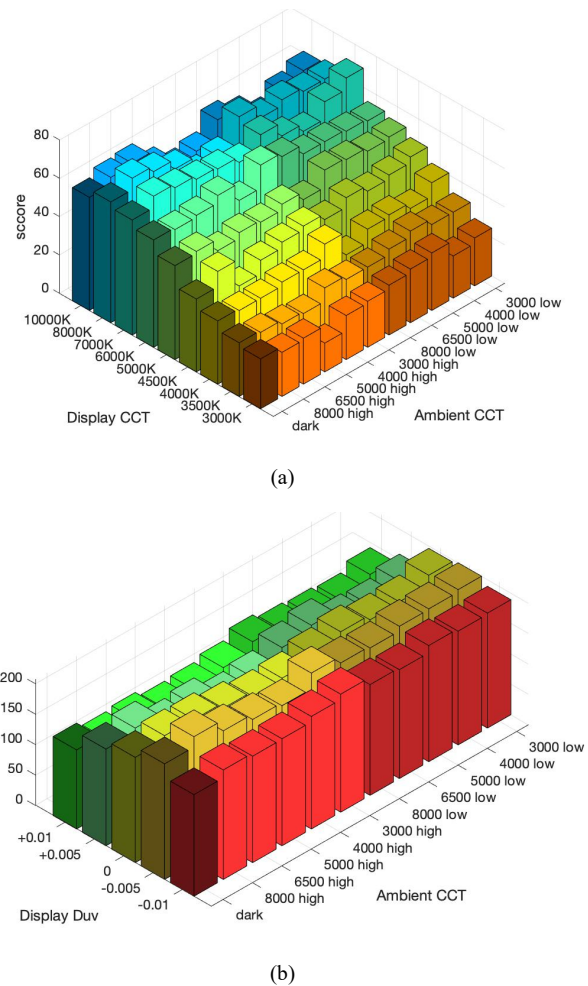 80
60
40
20
0
sccore
10000K
8000K
7000K
6000K
5000K
4500K
4000K
3500K
3000K
Display CCT
dark
8000 high
6500 high
5000 high
4000 high
3000 high
8000 low
6500 low
5000 low
4000 low
3000 low
Ambient CCT
(a)
200
150
100
50
0
+0.01
+0.005
0
-0.005
-0.01
Display Duv
dark
8000 high
6500 high
5000 high
4000 high
3000 high
8000 low
6500 low
5000 low
4000 low
3000 low
Ambient CCT
(b)